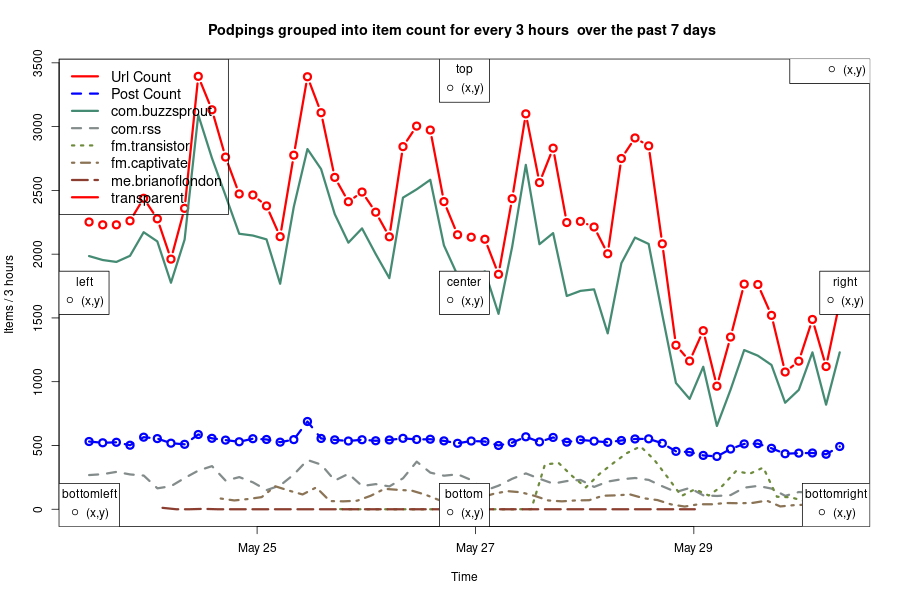 Podpings grouped into item count for every 3 hours  over the past 7 days
Items / 3 hours
3500
3000
2500
2000
1500
1000
500
0
Url Count
Post Count
com.buzzsprout
com.rss
fm.transistor
fm.captivate
me.brianoflondon
transparent
top
(x,y)
(x,y)
left
(x,y)
center
(x,y)
right
(x,y)
bottomleft
(x,y)
bottom
(x,y)
bottomright
(x,y)
May 25
May 27
May 29
Time